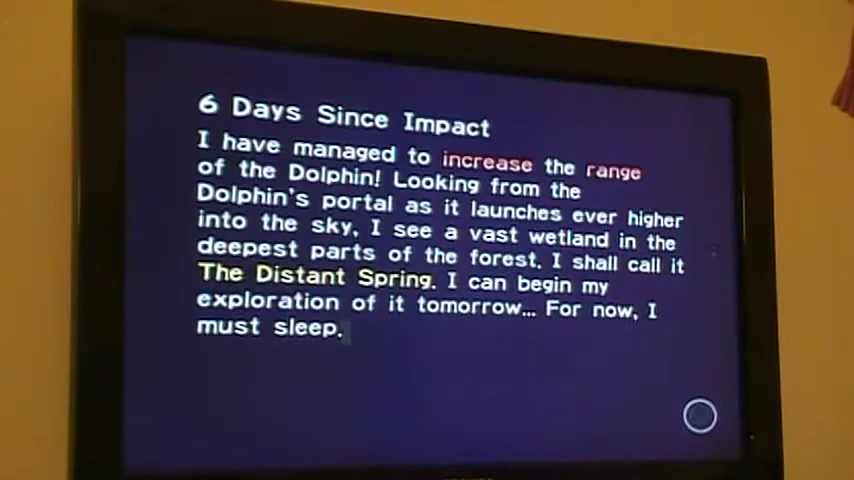 6 Days Since Impact
I have managed to increase the range
of the Dolphin! Looking from the
Dolphin's portal as it launches ever higher
into the sky, I see a vast wetland in the
deepest parts of the forest. I shall call it
The Distant Spring. I can begin my
exploration of it tomorrow... For now, I
must sleep.